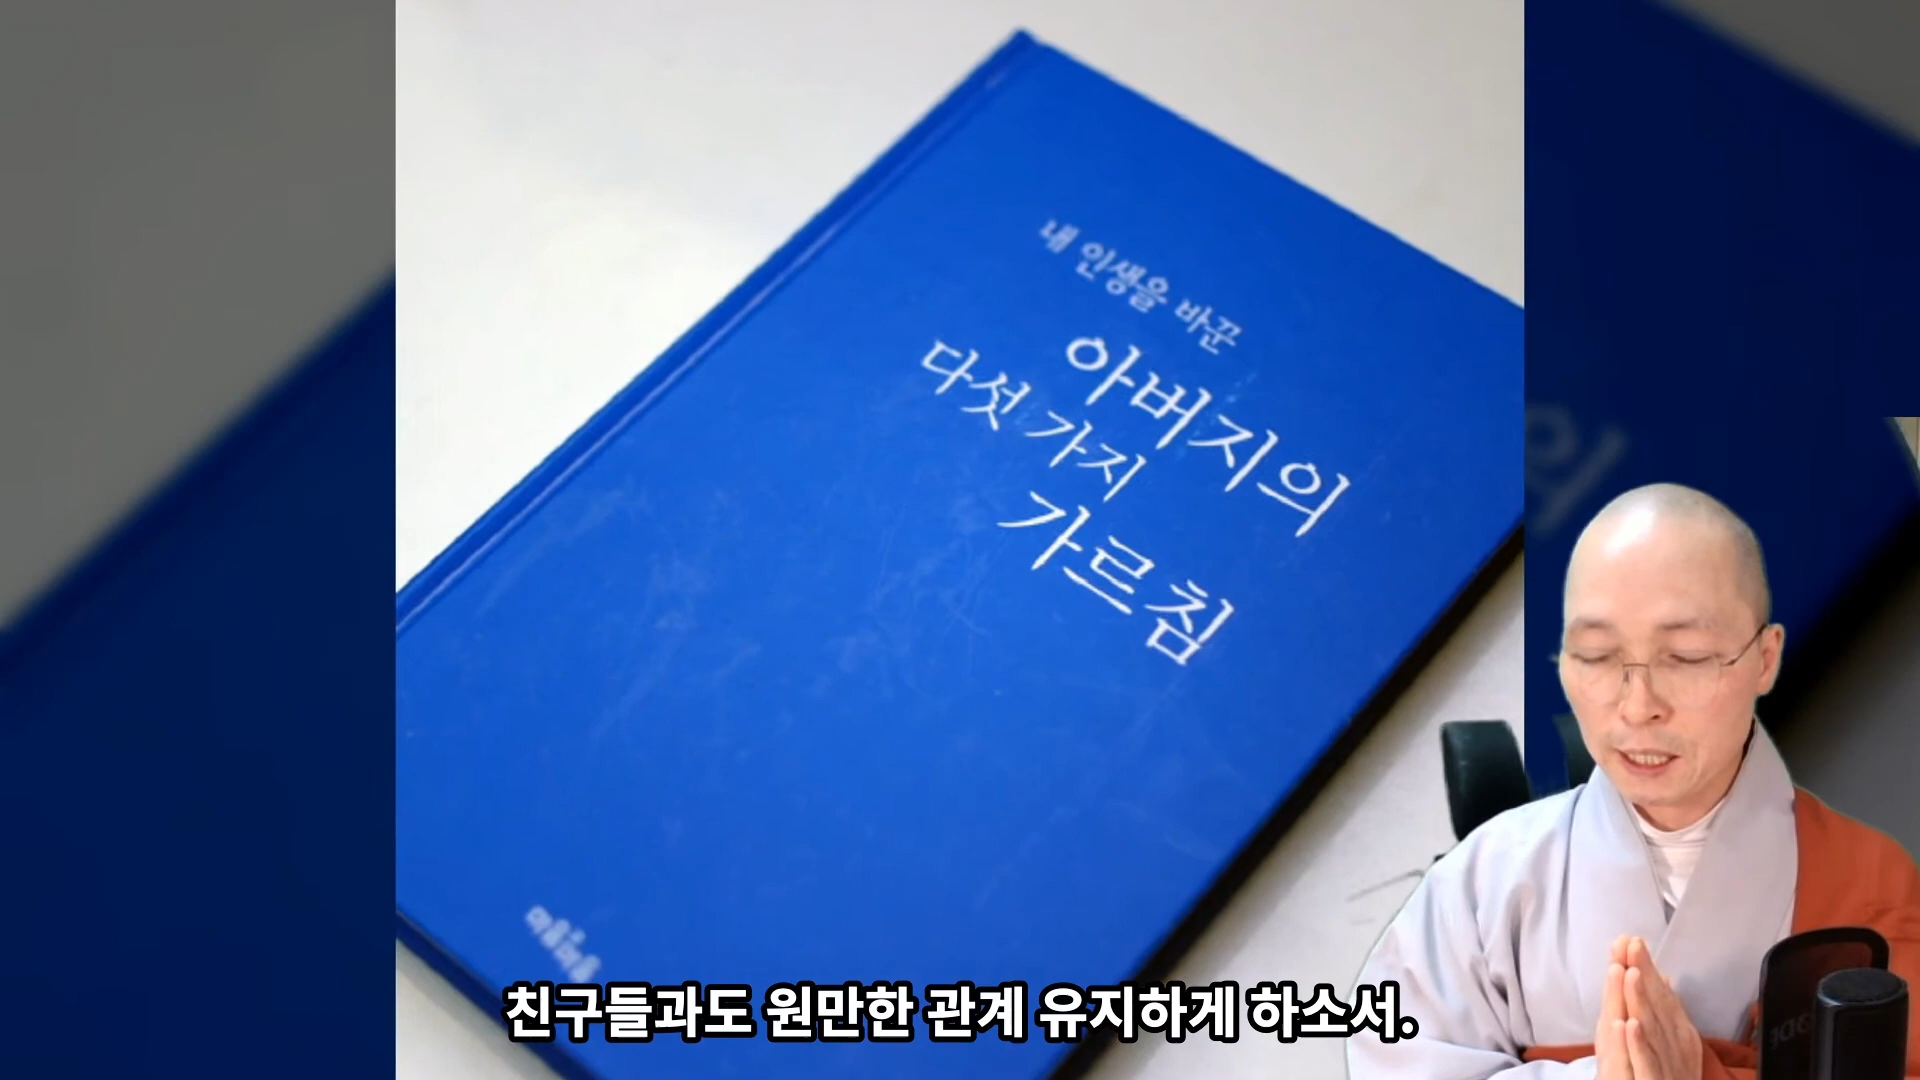 내 인생을 바꾼
아버지의
다섯 가지
가르침
친구들과도 원만한 관계 유지하게 하소서.